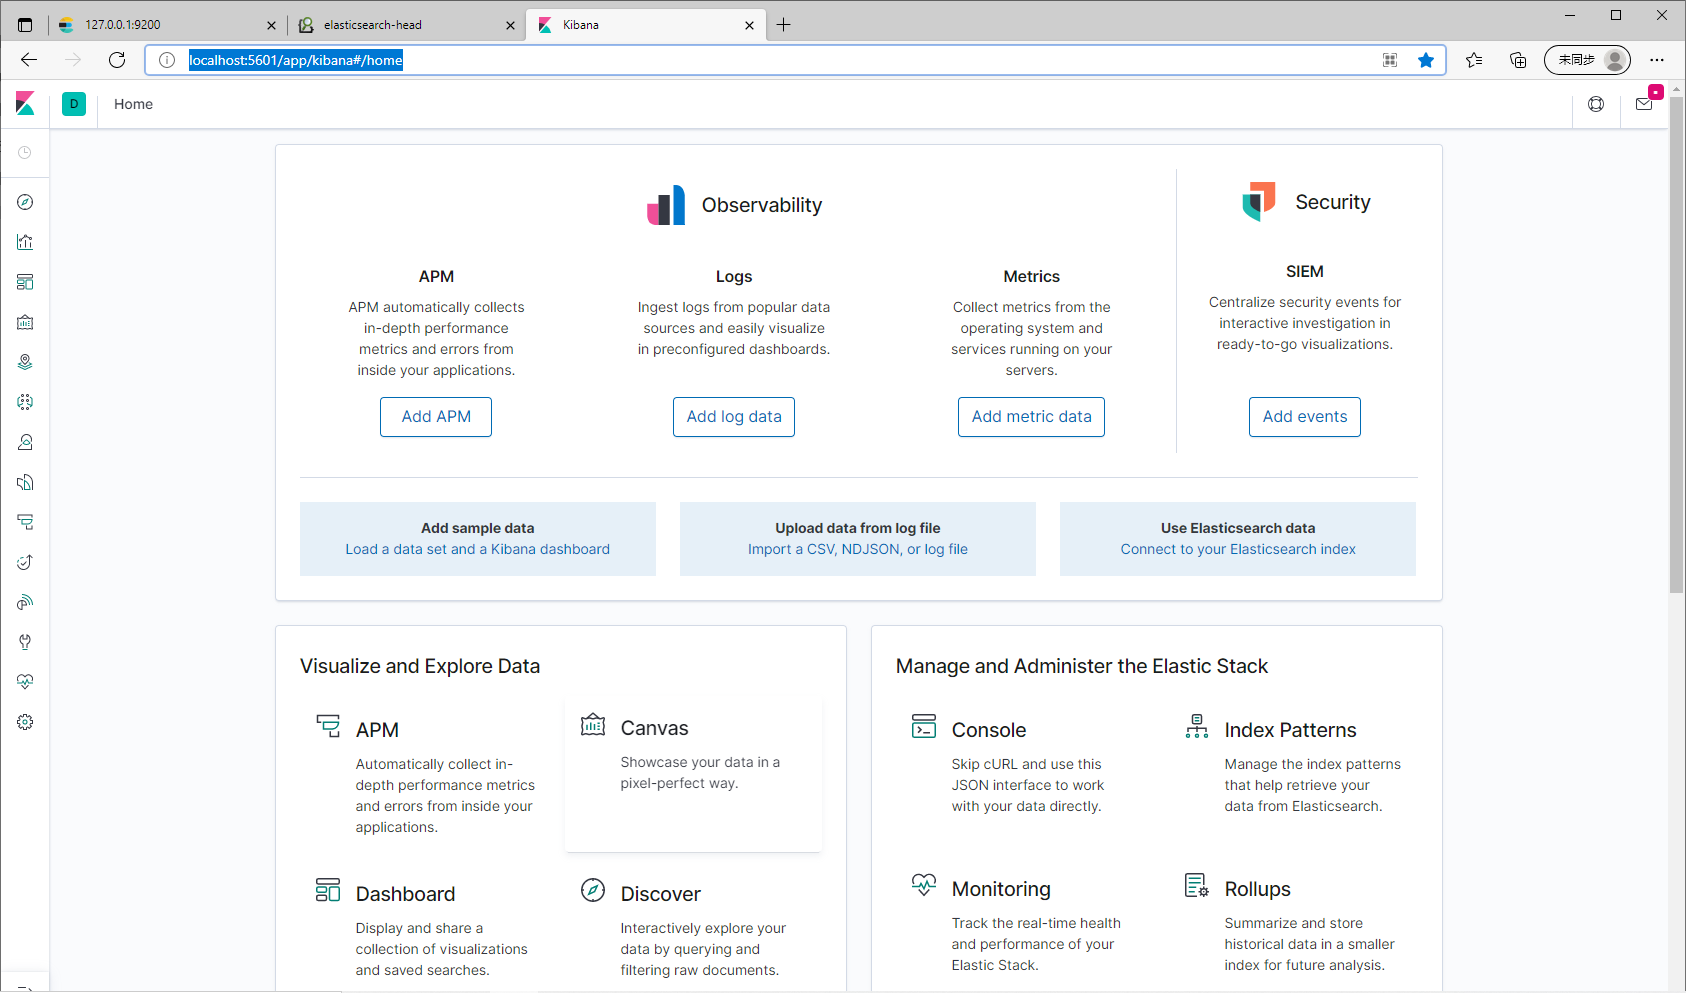 127.0.0.1:9200
elasticsearch-head
Kibana
localhost:5601/app/kibana#/home
未同步
D
Home
Observability
Security
APM
APM automatically collects
in-depth performance
metrics and errors from
inside your applications.
Add APM
Logs
Ingest logs from popular data
sources and easily visualize
in preconfigured dashboards.
Add log data
Metrics
Collect metrics from the
operating system and
services running on your
servers.
Add metric data
SIEM
Centralize security events for
interactive investigation in
ready-to-go visualizations.
Add events
Add sample data
Load a data set and a Kibana dashboard
Upload data from log file
Import a CSV, NDJSON, or log file
Use Elasticsearch data
Connect to your Elasticsearch index
Visualize and Explore Data
APM
Automatically collect in-
depth performance metrics
and errors from inside your
applications.
Canvas
Showcase your data in a
pixel-perfect way.
Dashboard
Display and share a
collection of visualizations
and saved searches.
Discover
Interactively explore your
data by querying and
filtering raw documents.
Manage and Administer the Elastic Stack
Console
Skip cURL and use this
JSON interface to work
with your data directly.
Index Patterns
Manage the index patterns
that help retrieve your
data from Elasticsearch.
Monitoring
Track the real-time health
and performance of your
Elastic Stack.
Rollups
Summarize and store
historical data in a smaller
index for future analysis.